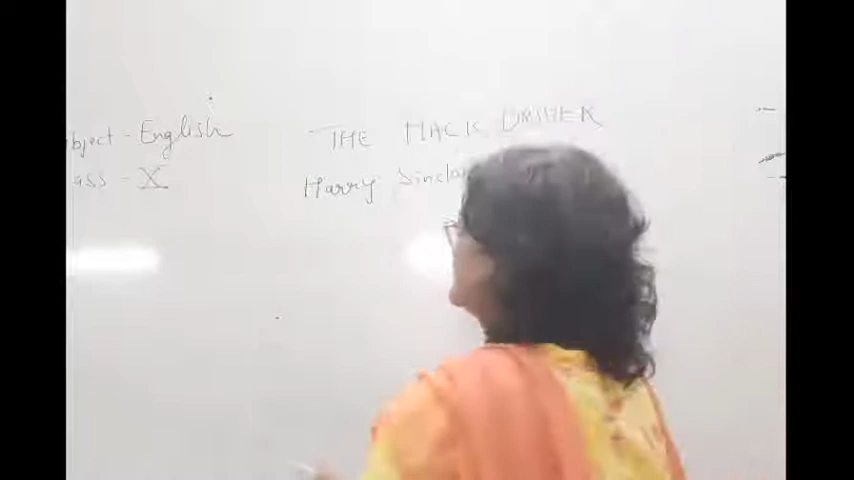 bject - English
ass - X
THE HACK DRIVER
Harry Sinclai